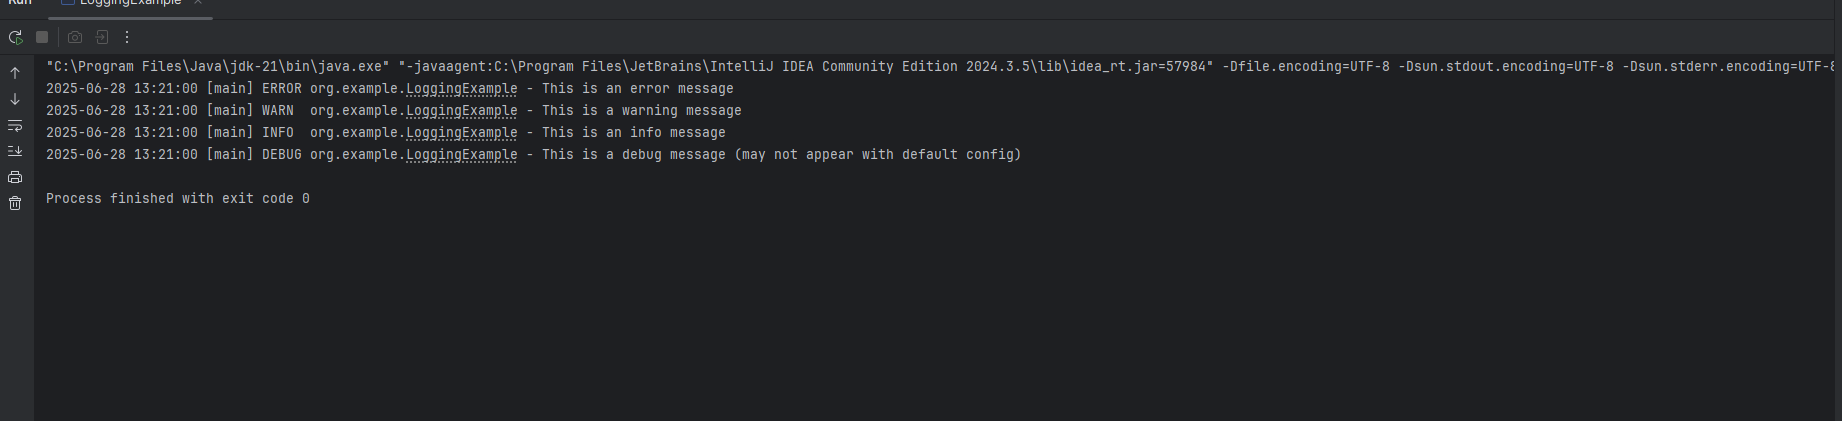 Run LoggingExample ×
"C:\Program Files\Java\jdk-21\bin\java.exe" "-javaagent:C:\Program Files\JetBrains\IntelliJ IDEA Community Edition 2024.3.5\lib\idea_rt.jar=57984" -Dfile.encoding=UTF-8 -Dsun.stdout.encoding=UTF-8 -Dsun.stderr.encoding=UTF-8
2025-06-28 13:21:00 [main] ERROR org.example.LoggingExample - This is an error message
2025-06-28 13:21:00 [main] WARN  org.example.LoggingExample - This is a warning message
2025-06-28 13:21:00 [main] INFO  org.example.LoggingExample - This is an info message
2025-06-28 13:21:00 [main] DEBUG org.example.LoggingExample - This is a debug message (may not appear with default config)
Process finished with exit code 0